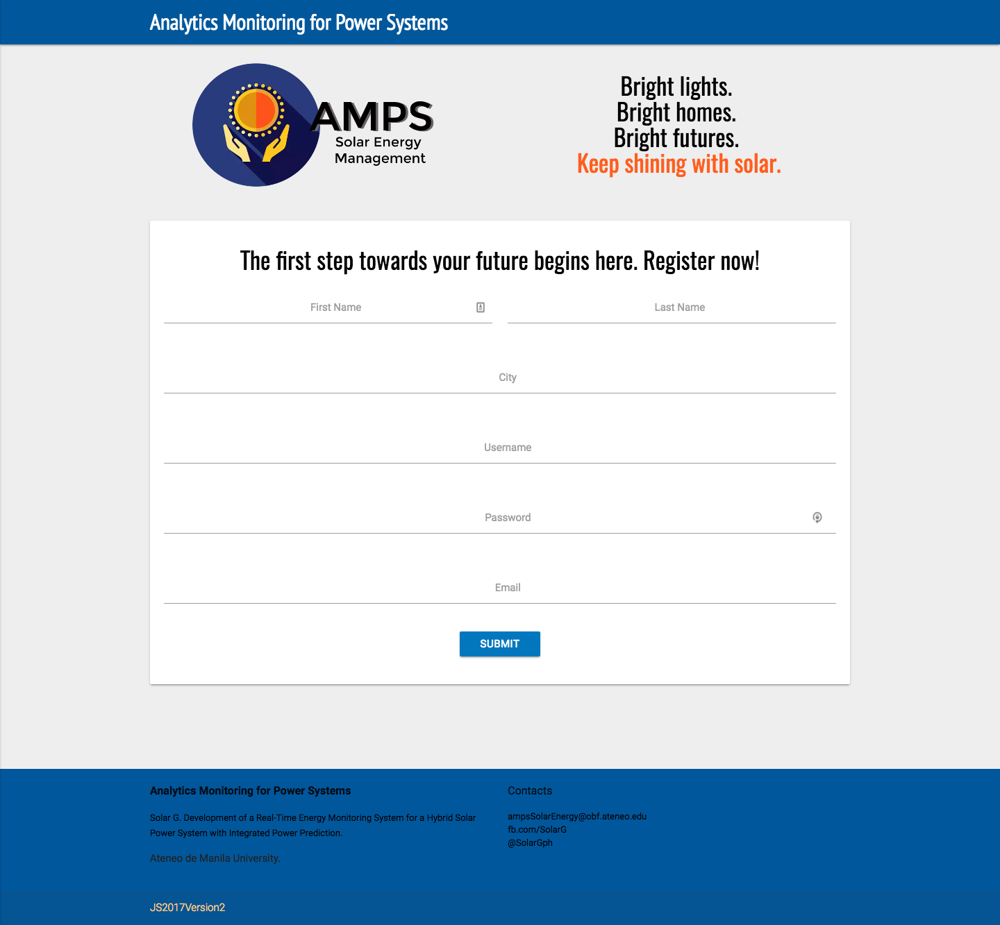 Analytics Monitoring for Power Systems
AMPS
Solar Energy
Management
Bright lights.
Bright homes.
Bright futures.
Keep shining with solar.
The first step towards your future begins here. Register now!
First Name
Last Name
City
Username
Password
Email
SUBMIT
Analytics Monitoring for Power Systems
Solar G. Development of a Real-Time Energy Monitoring System for a Hybrid Solar
Power System with Integrated Power Prediction.
Ateneo de Manila University.
Contacts
ampsSolarEnergy@obf.ateneo.edu
fb.com/SolarG
@SolarGph
JS2017Version2